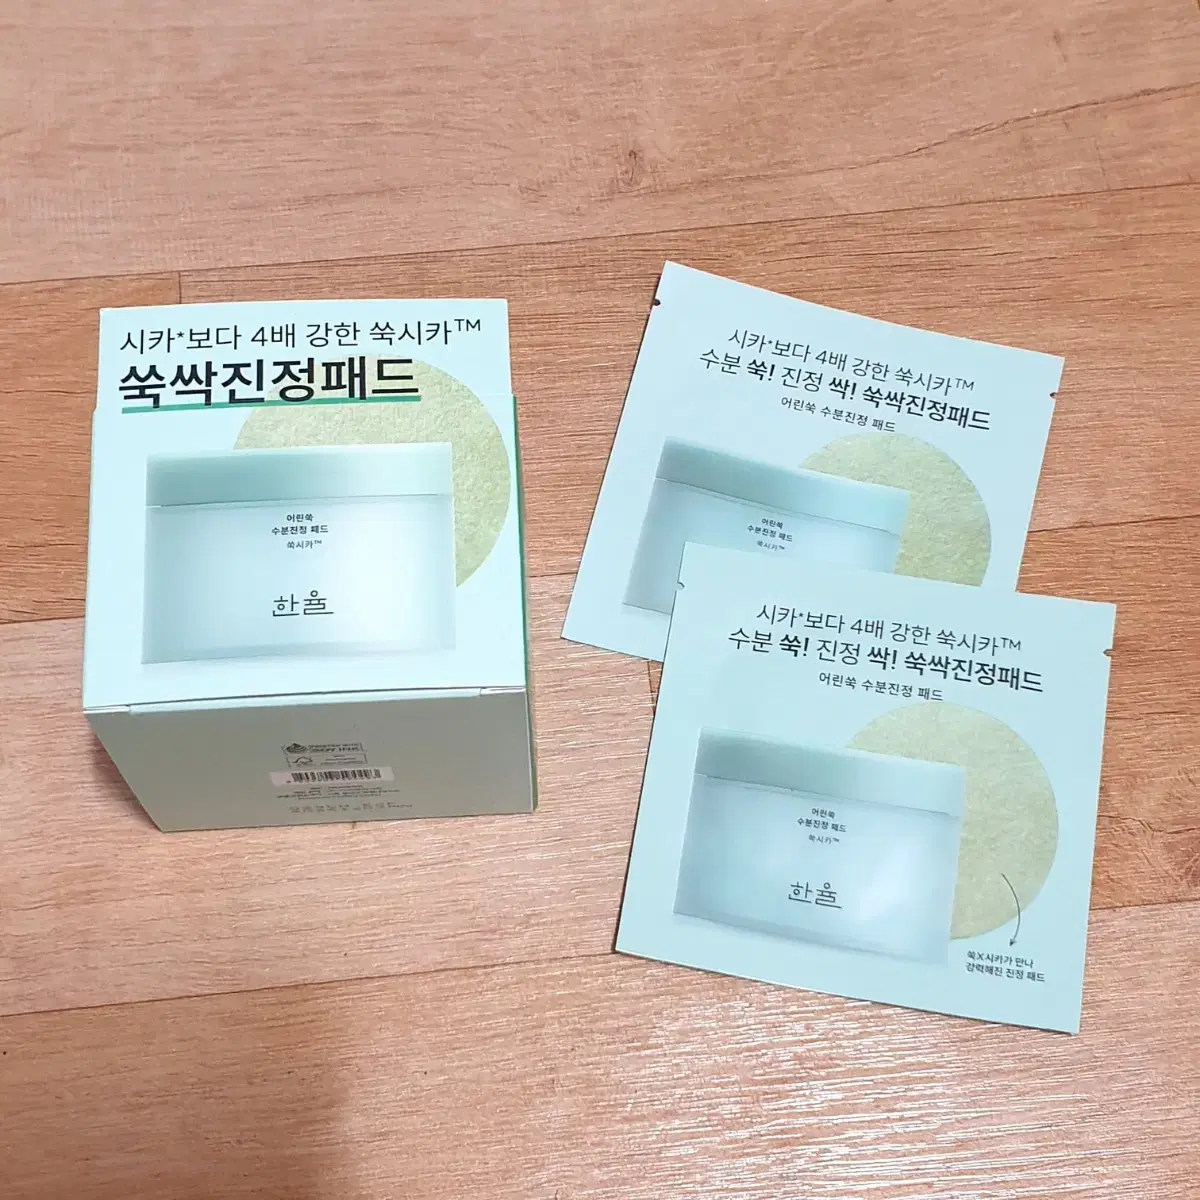 시카*보다 4배 강한 쑥시카™
쑥싹진정패드
어린쑥
수분진정 패드
쑥시카™
한율
SOY INK
시카*보다 4배 강한 쑥시카™
수분 쑥! 진정 싹! 쑥싹진정패드
어린쑥 수분진정 패드
어린쑥
수분진정 패드
쑥시카™
시카*보다 4배 강한 쑥시카™
수분 쑥! 진정 싹! 쑥싹진정패드
어린쑥 수분진정 패드
어린쑥
수분진정 패드
쑥시카™
한율
쑥X시카가 만나
강력해진 진정 패드